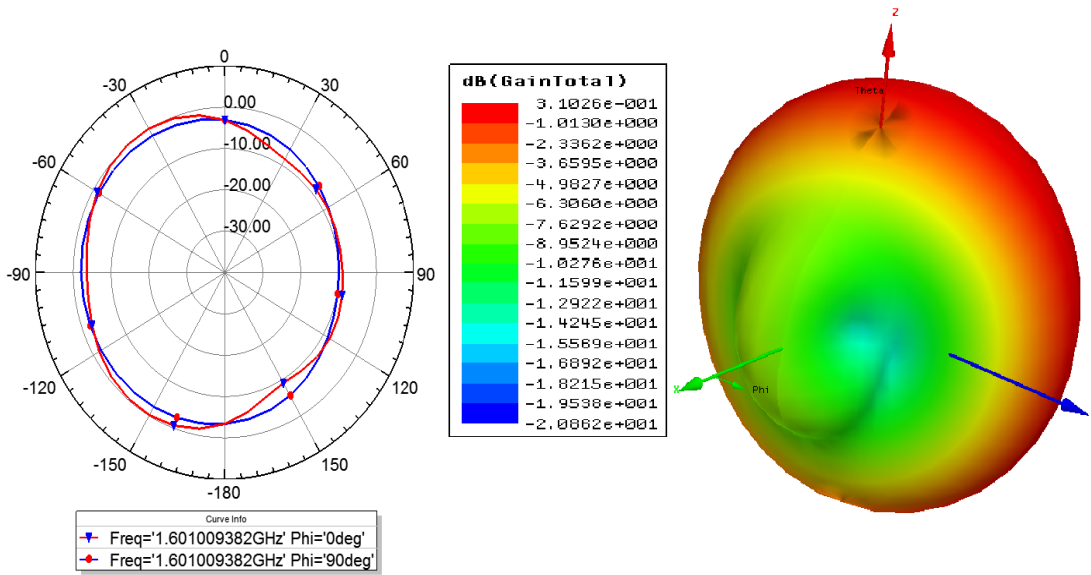 0
-30
30
-60
60
-90
90
-120
120
-150
150
-180
0.00
-10.00
-20.00
-30.00
Curve Info
Freq='1.601009382GHz' Phi='0deg'
Freq='1.601009382GHz' Phi='90deg'
dB(GainTotal)
3.1026e-001
-1.0130e+000
-2.3362e+000
-3.6595e+000
-4.9827e+000
-6.3060e+000
-7.6292e+000
-8.9524e+000
-1.0276e+001
-1.1599e+001
-1.2922e+001
-1.4245e+001
-1.5569e+001
-1.6892e+001
-1.8215e+001
-1.9538e+001
-2.0862e+001
Z
Theta
X
Phi